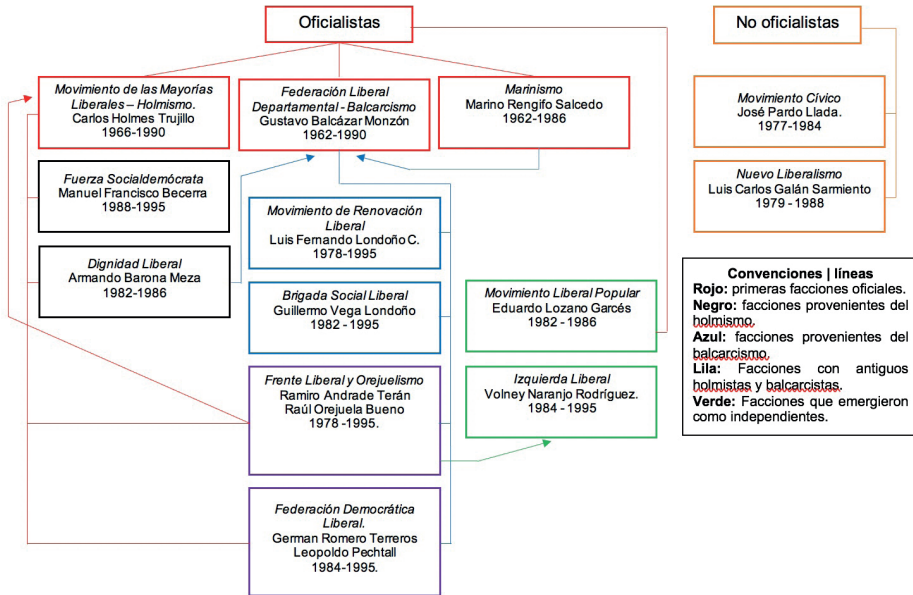 Oficialistas
No oficialistas
Movimiento de las Mayorías
Liberales – Holmismo.
Carlos Holmes Trujillo
1966-1990
Federación Liberal
Departamental - Balcarcismo
Gustavo Balcázar Monzón
1962-1990
Marinismo
Marino Rengifo Salcedo
1962-1986
Movimiento Cívico
José Pardo Llada.
1977-1984
Fuerza Socialdemócrata
Manuel Francisco Becerra
1988-1995
Nuevo Liberalismo
Luis Carlos Galán Sarmiento
1979 - 1988
Movimiento de Renovación
Liberal
Luis Fernando Londoño C.
1978-1995
Dignidad Liberal
Armando Barona Meza
1982-1986
Brigada Social Liberal
Guillermo Vega Londoño
1982 - 1995
Movimiento Liberal Popular
Eduardo Lozano Garcés
1982 - 1986
Frente Liberal y Orejuelismo
Ramiro Andrade Terán
Raúl Orejuela Bueno
1978 -1995.
Izquierda Liberal
Volney Naranjo Rodríguez.
1984 - 1995
Federación Democrática
Liberal.
German Romero Terreros
Leopoldo Pechtall
1984-1995.
Convenciones | líneas
Rojo: primeras facciones oficiales.
Negro: facciones provenientes del
holmismo.
Azul: facciones provenientes del
balcarcismo.
Lila: Facciones con antiguos
holmistas y balcarcistas.
Verde: Facciones que emergieron
como independientes.